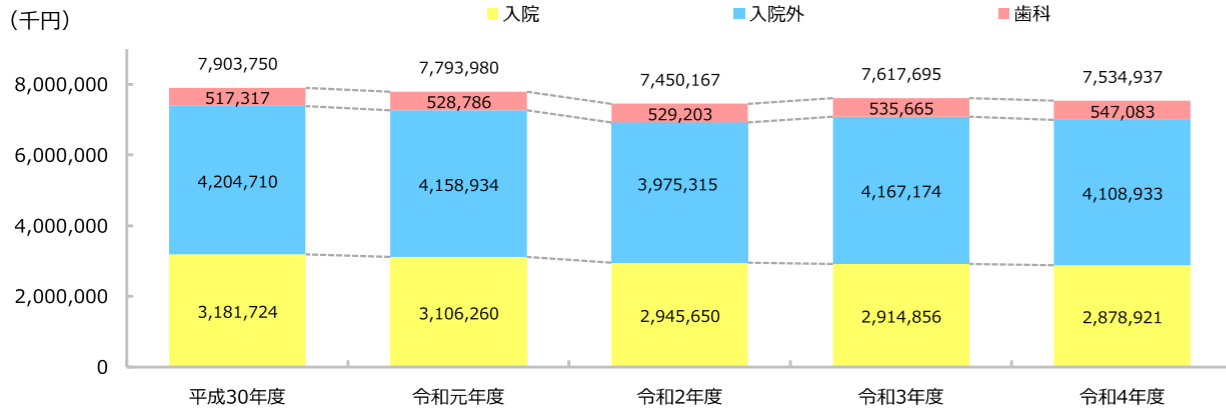 （千円）
入院 入院外 歯科
7,903,750 7,793,980 7,450,167 7,617,695 7,534,937
8,000,000
517,317 528,786 529,203 535,665 547,083
6,000,000
4,204,710 4,158,934 3,975,315 4,167,174 4,108,933
4,000,000
2,000,000
3,181,724 3,106,260 2,945,650 2,914,856 2,878,921
0
平成30年度 令和元年度 令和2年度 令和3年度 令和4年度